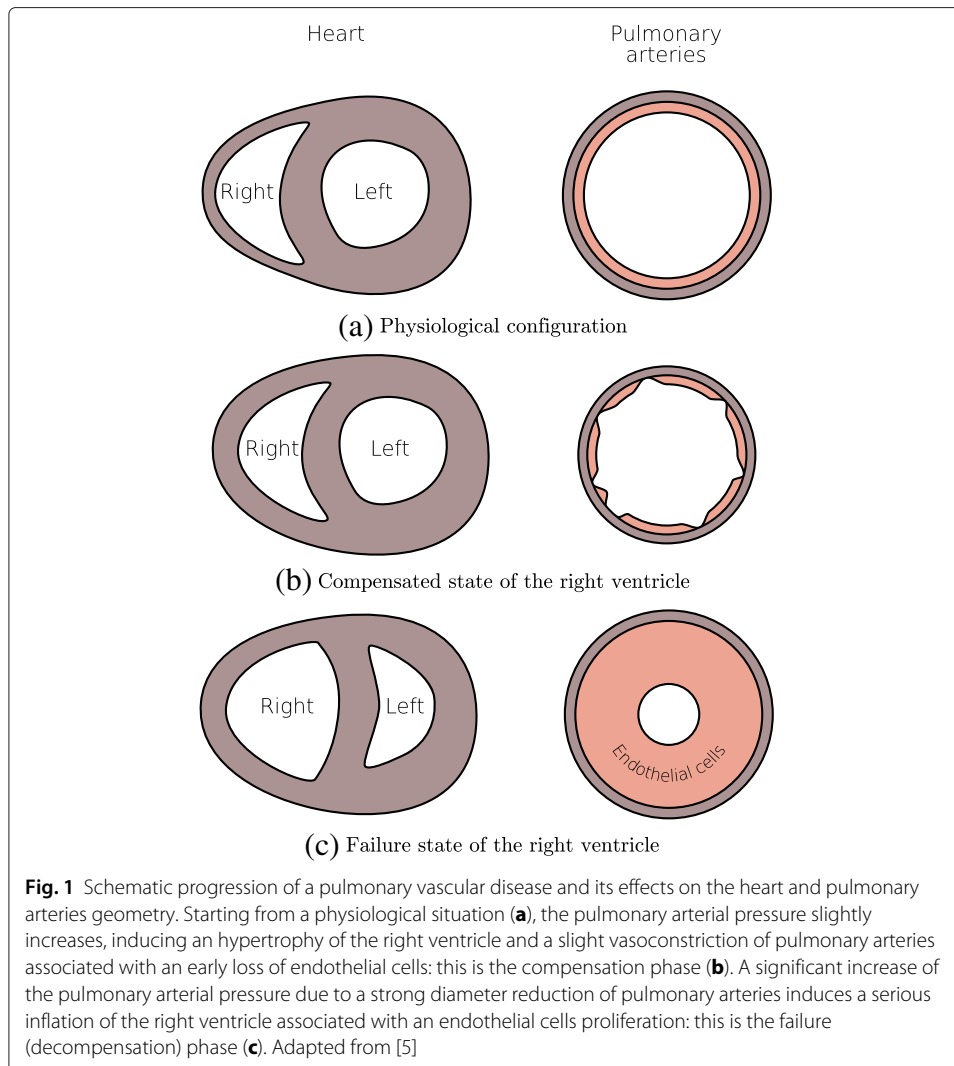 Heart
Pulmonary
arteries
Right
Left
(a) Physiological configuration
Right
Left
(b) Compensated state of the right ventricle
Right
Left
Endothelial cells
(c) Failure state of the right ventricle
Fig. 1 Schematic progression of a pulmonary vascular disease and its effects on the heart and pulmonary
arteries geometry. Starting from a physiological situation (a), the pulmonary arterial pressure slightly
increases, inducing an hypertrophy of the right ventricle and a slight vasoconstriction of pulmonary arteries
associated with an early loss of endothelial cells: this is the compensation phase (b). A significant increase of
the pulmonary arterial pressure due to a strong diameter reduction of pulmonary arteries induces a serious
inflation of the right ventricle associated with an endothelial cells proliferation: this is the failure
(decompensation) phase (c). Adapted from [5]